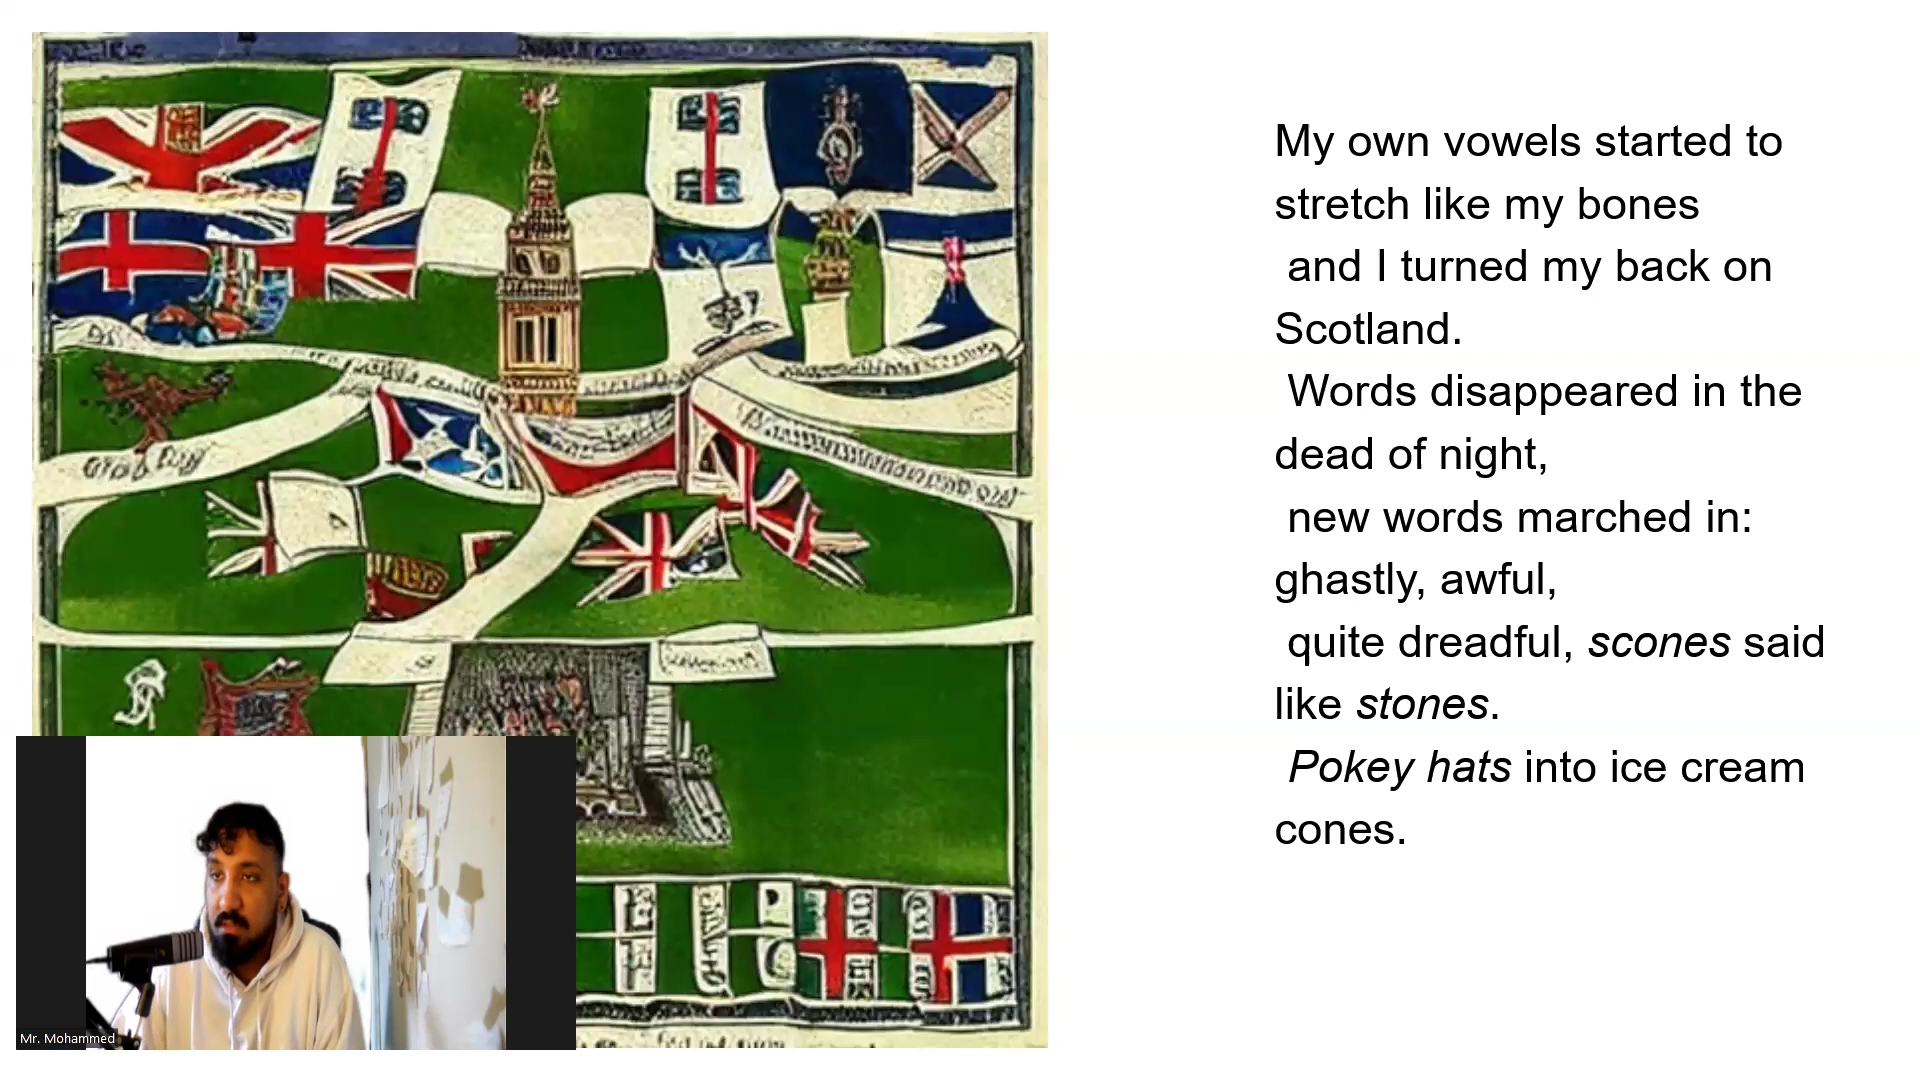 My own vowels started to
stretch like my bones
and I turned my back on
Scotland.
Words disappeared in the
dead of night,
new words marched in:
ghastly, awful,
quite dreadful, scones said
like stones.
Pokey hats into ice cream
cones.
Mr. Mohammed